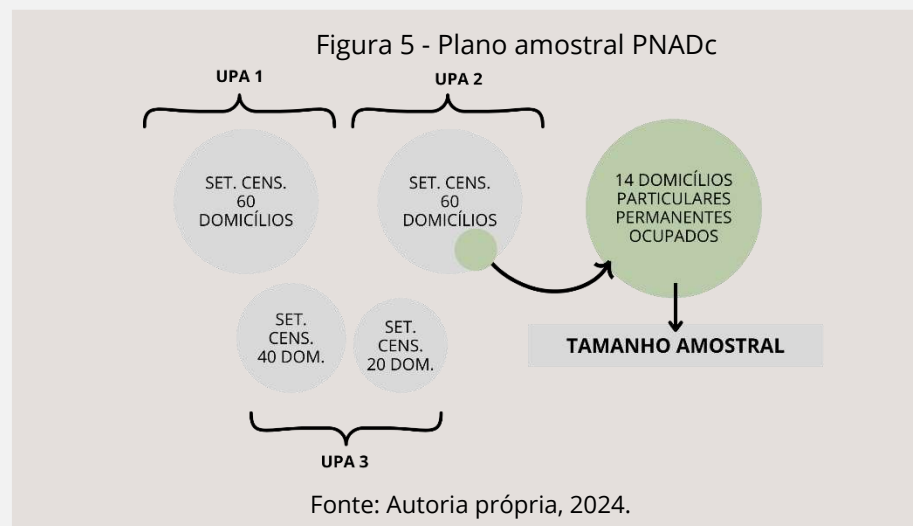 Figura 5 - Plano amostral PNADc
UPA 1
UPA 2
SET. CENS.
60
DOMICÍLIOS
SET. CENS.
60
DOMICÍLIOS
14 DOMICÍLIOS
PARTICULARES
PERMANENTES
OCUPADOS
SET.
CENS.
40 DOM.
SET.
CENS.
20 DOM.
TAMANHO AMOSTRAL
UPA 3
Fonte: Autoria própria, 2024.